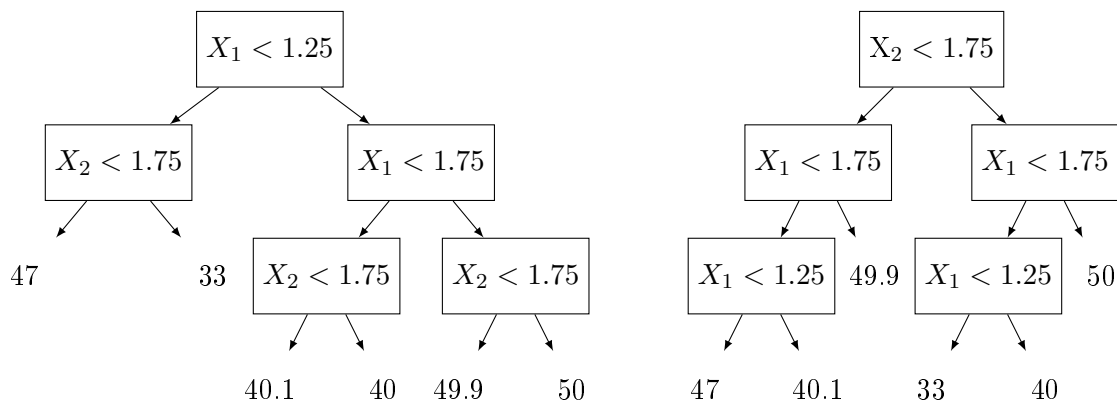 X₁ < 1.25
X₂ < 1.75
X₂ < 1.75
X₁ < 1.75
X₁ < 1.75
X₁ < 1.75
47
33
X₂ < 1.75
X₂ < 1.75
X₁ < 1.25
49.9
X₁ < 1.25
50
40.1
40
49.9
50
47
40.1
33
40